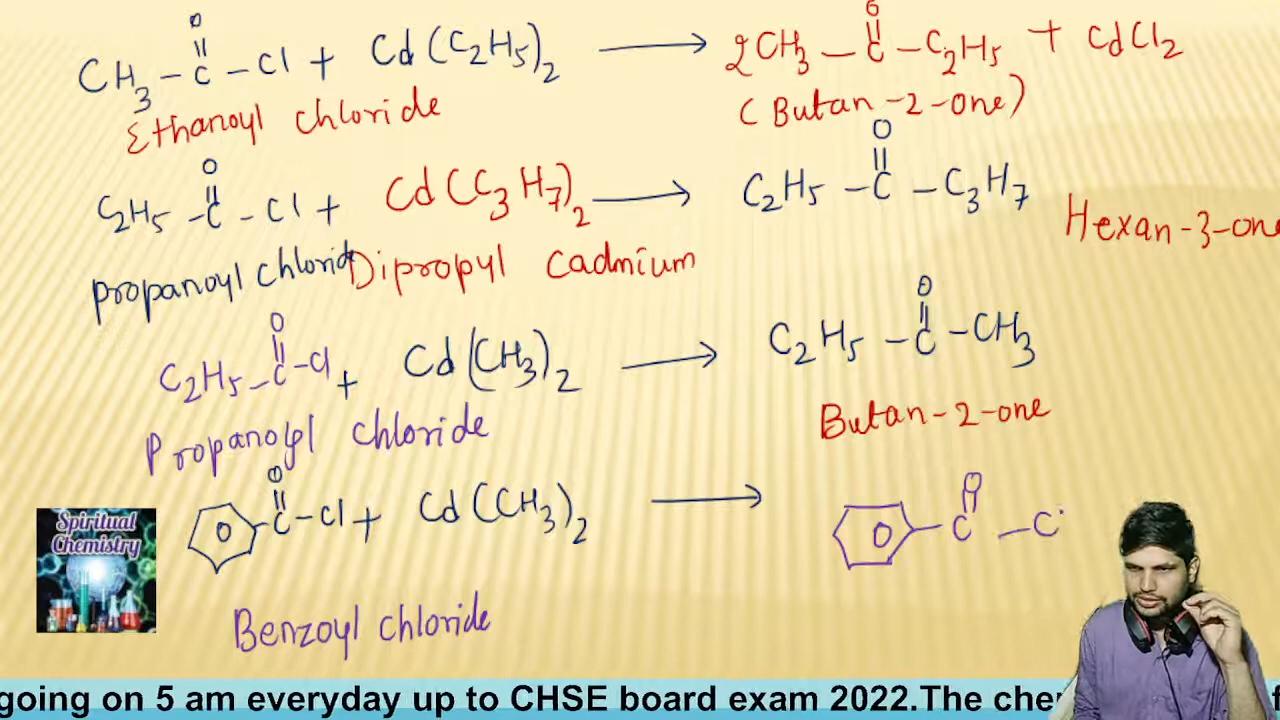 O
CH3 – C – Cl + Cd(C2H5)2 ⟶ 2CH3 – C – C2H5 + CdCl2
Ethanoyl chloride (Butan-2-one)
O O
C2H5 – C – Cl + Cd(C3H7)2 ⟶ C2H5 – C – C3H7
propanoyl chlorid Dipropyl Cadmium Hexan-3-one
O O
C2H5 – C – Cl + Cd(CH3)2 ⟶ C2H5 – C – CH3
Propanoyl chloride Butan-2-one
O O
C – Cl + Cd(CH3)2 ⟶ C – C
Benzoyl chloride
Spiritual
Chemistry
going on 5 am everyday up to CHSE board exam 2022.The